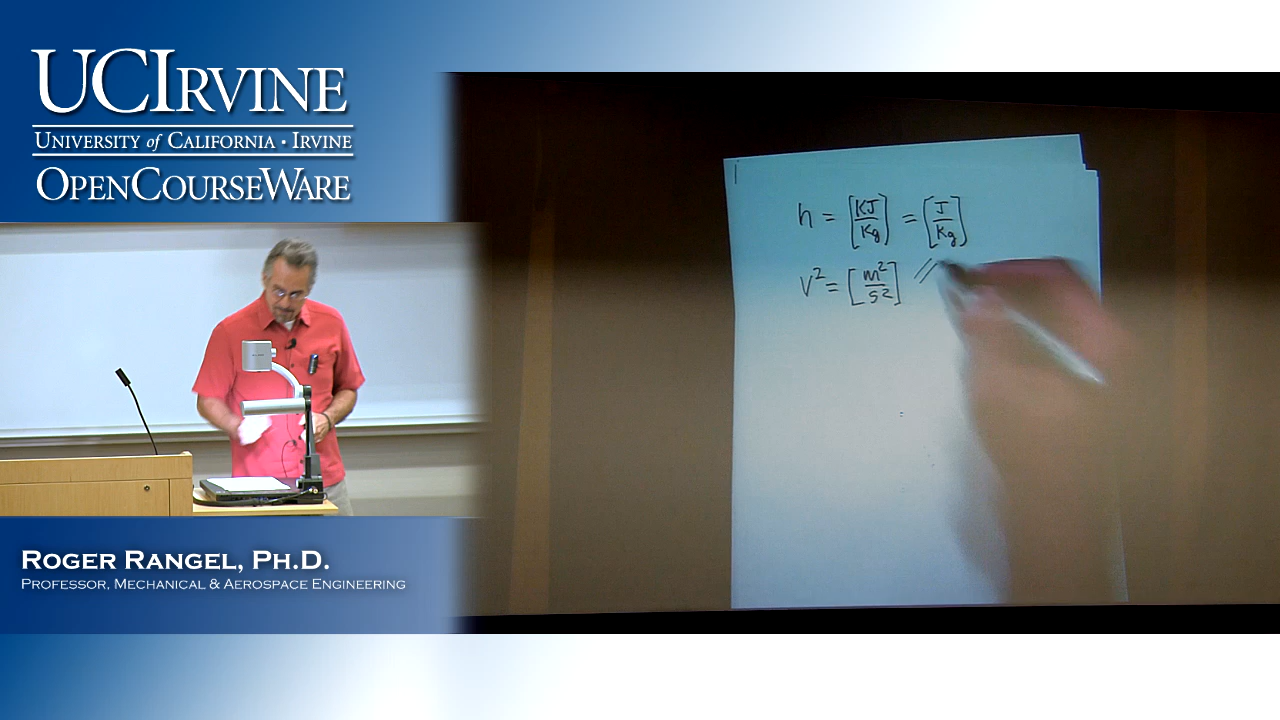 UCIRVINE
UNIVERSITY of CALIFORNIA • IRVINE
OPENCOURSEWARE
h = [KJ/Kg] = [J/Kg]
V² = [m²/s²] //
ROGER RANGEL, PH.D.
PROFESSOR, MECHANICAL & AEROSPACE ENGINEERING